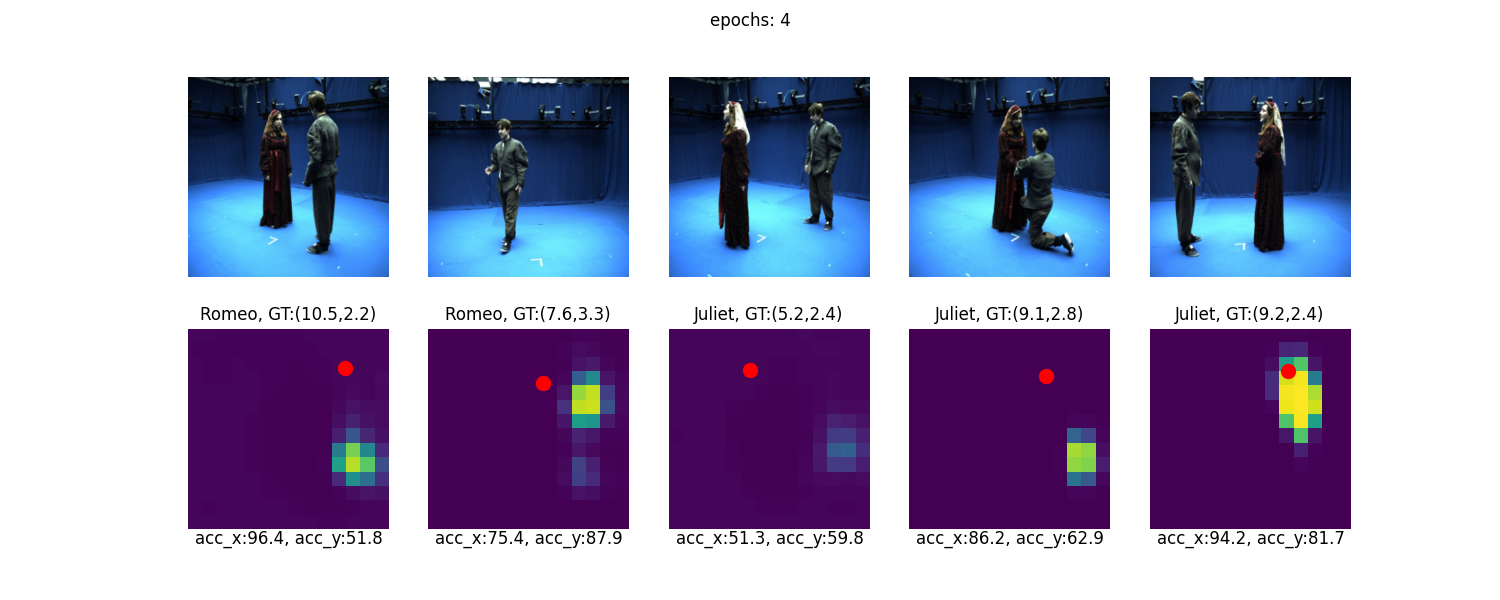 epochs: 4
Romeo, GT:(10.5,2.2)
Romeo, GT:(7.6,3.3)
Juliet, GT:(5.2,2.4)
Juliet, GT:(9.1,2.8)
Juliet, GT:(9.2,2.4)
acc_x:96.4, acc_y:51.8
acc_x:75.4, acc_y:87.9
acc_x:51.3, acc_y:59.8
acc_x:86.2, acc_y:62.9
acc_x:94.2, acc_y:81.7